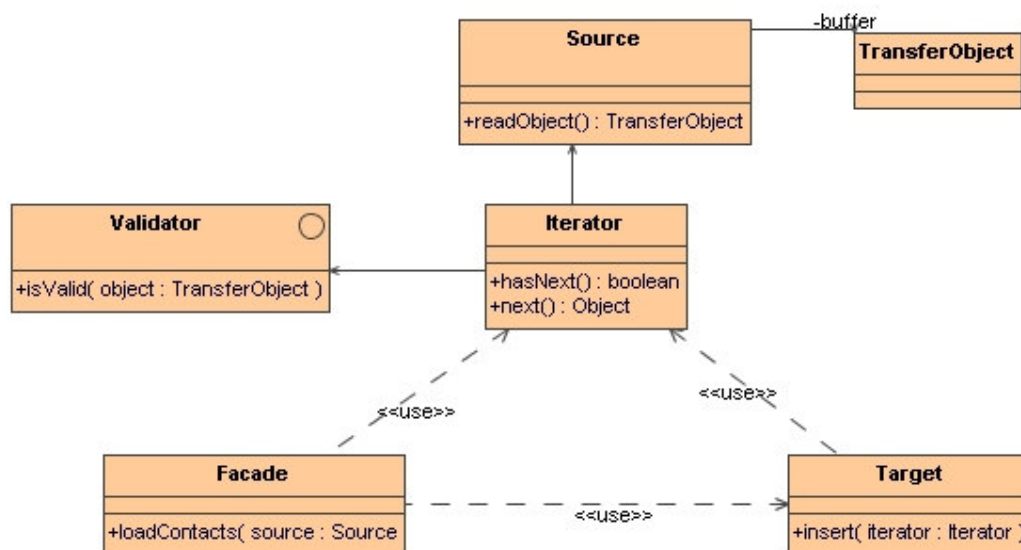 Source
-buffer
TransferObject
+readObject() : TransferObject
Validator
+isValid( object : TransferObject )
Iterator
+hasNext() : boolean
+next() : Object
<<use>>
<<use>>
Facade
+loadContacts( source : Source
<<use>>
Target
+insert( iterator : Iterator )